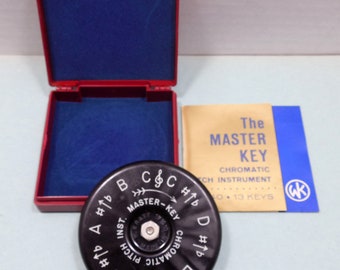 The
MASTER
KEY
CHROMATIC
PITCH INSTRUMENT
13 KEYS
WK
A ♯ B C C ♯ D ♯
MASTER-KEY
CHROMATIC PITCH INST.